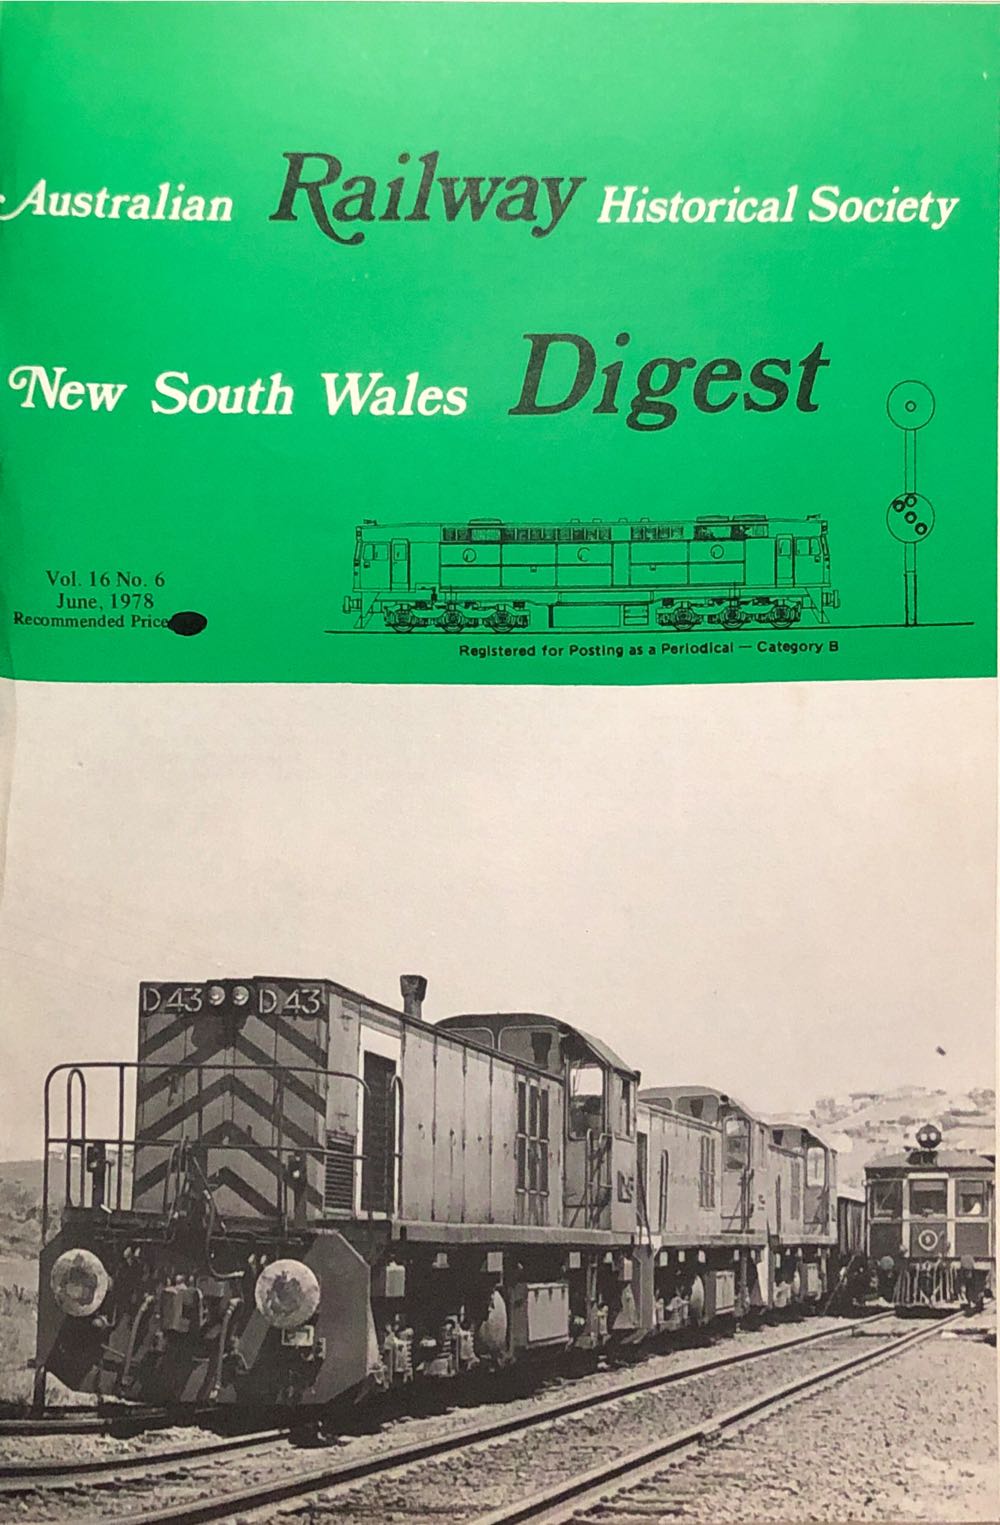 Australian Railway Historical Society
New South Wales Digest
Vol. 16 No. 6
June, 1978
Recommended Price
Registered for Posting as a Periodical — Category B
D43 D43